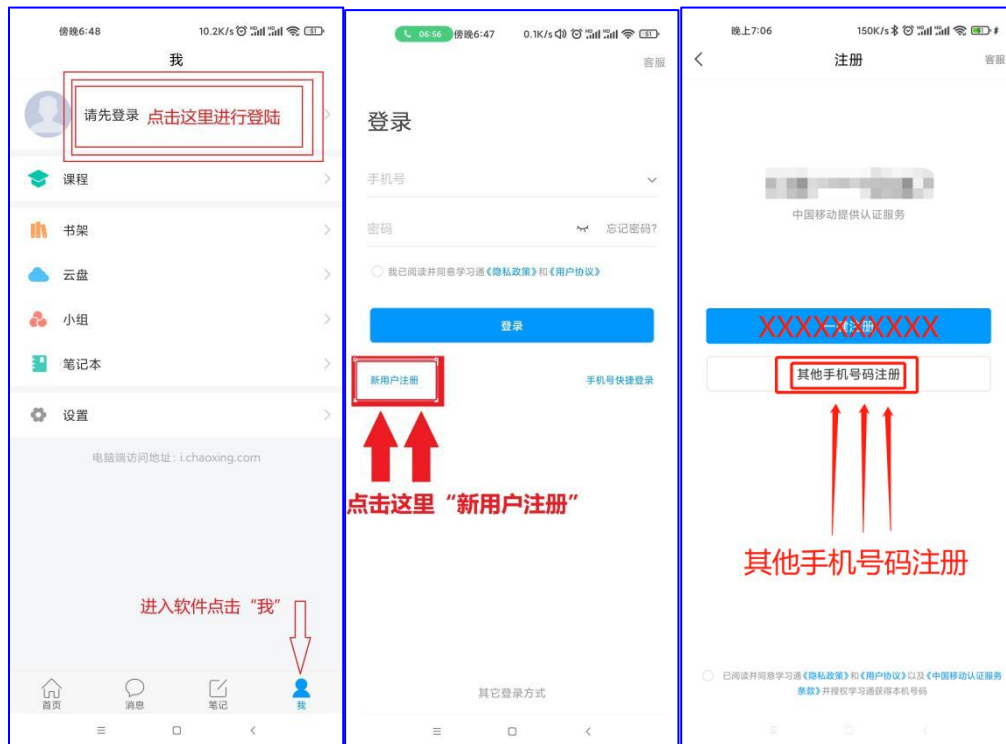 傍晚6:48
10.2K/s
51
我
请先登录
点击这里进行登陆
课程
书架
云盘
小组
笔记本
设置
电脑端访问地址：i.chaoxing.com
进入软件点击“我”
首页
消息
笔记
我
06:56
傍晚6:47
0.1K/s
51
客服
登录
手机号
密码
忘记密码?
我已阅读并同意学习通《隐私政策》和《用户协议》
登录
新用户注册
手机号快捷登录
点击这里“新用户注册”
其它登录方式
晚上7:06
150K/s
注册
客服
中国移动提供认证服务
一键注册
XXXXXXXXXX
其他手机号码注册
其他手机号码注册
已阅读并同意学习通《隐私政策》和《用户协议》以及《中国移动认证服务
条款》并授权学习通获得本机号码